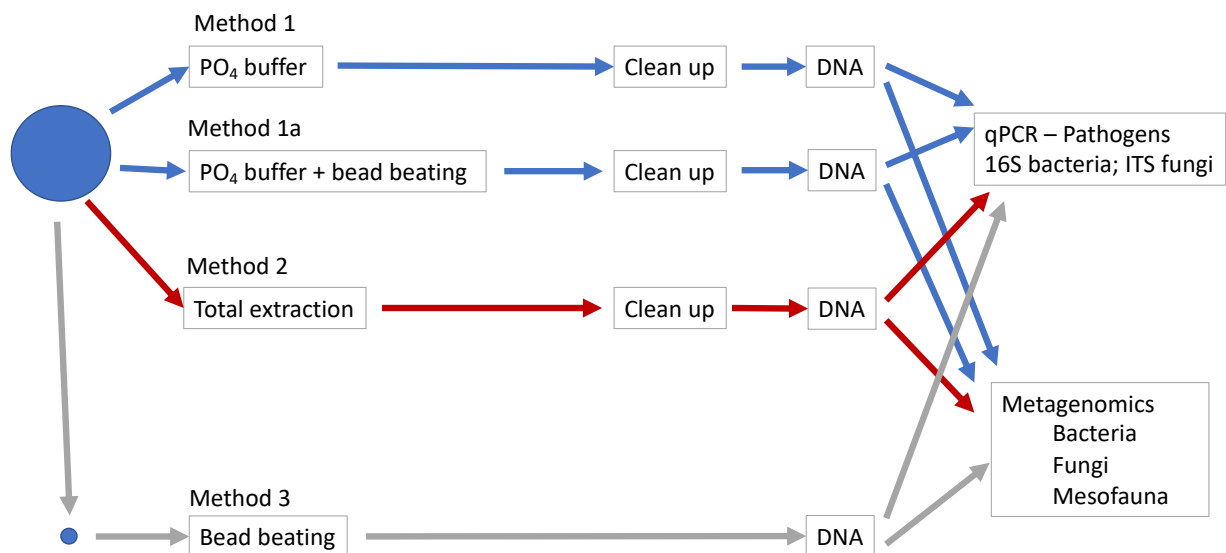 Method 1
PO₄ buffer
Clean up
DNA
Method 1a
PO₄ buffer + bead beating
Clean up
DNA
qPCR – Pathogens
16S bacteria; ITS fungi
Method 2
Total extraction
Clean up
DNA
Metagenomics
Bacteria
Fungi
Mesofauna
Method 3
Bead beating
DNA